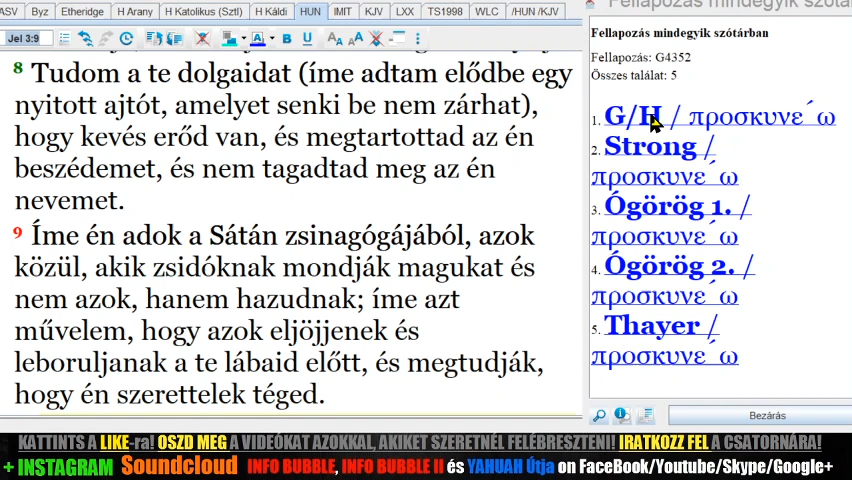 ASV Byz Etheridge H Arany H Katolikus (Sztl) H Káldi HUN IMIT KJV LXX TS1998 WLC /HUN /KJV
Jel 3:9
8 Tudom a te dolgaidat (íme adtam elődbe egy
nyitott ajtót, amelyet senki be nem zárhat),
hogy kevés erőd van, és megtartottad az én
beszédemet, és nem tagadtad meg az én
nevemet.
9 Íme én adok a Sátán zsinagógájából, azok
közül, akik zsidóknak mondják magukat és
nem azok, hanem hazudnak; íme azt
művelem, hogy azok eljöjjenek és
leboruljanak a te lábaid előtt, és megtudják,
hogy én szerettelek téged.
Fellapozás mindegyik szótárban
Fellapozás: G4352
Összes találat: 5
1. G/H / προσκυνε´ω
2. Strong /
προσκυνε´ω
3. Ógörög 1. /
προσκυνε´ω
4. Ógörög 2. /
προσκυνε´ω
5. Thayer /
προσκυνε´ω
Bezárás
KATTINTS A LIKE-ra! OSZD MEG A VIDEÓKAT AZOKKAL, AKIKET SZERETNÉL FELÉBRESZTENI! IRATKOZZ FEL A CSATORNÁRA!
+ INSTAGRAM Soundcloud INFO BUBBLE, INFO BUBBLE II és YAHUAH Útja on FaceBook/Youtube/Skype/Google+